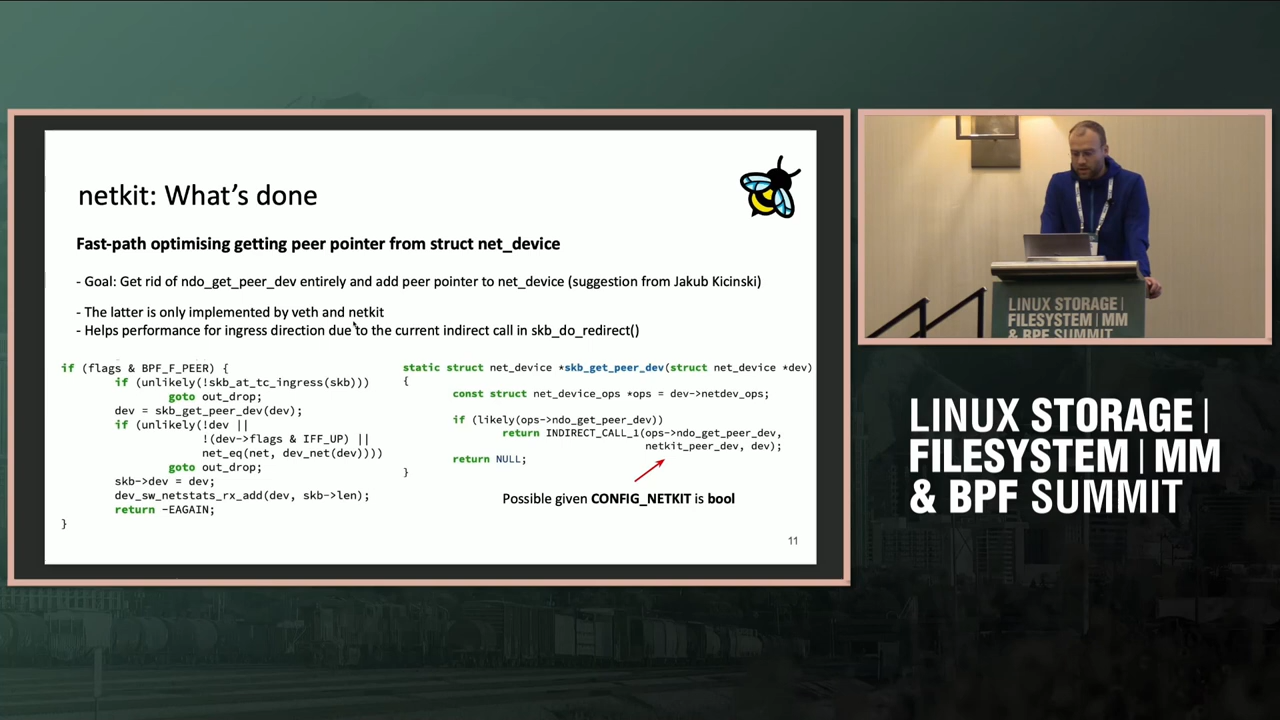 netkit: What's done
Fast-path optimising getting peer pointer from struct net_device
- Goal: Get rid of ndo_get_peer_dev entirely and add peer pointer to net_device (suggestion from Jakub Kicinski)
- The latter is only implemented by veth and netkit
- Helps performance for ingress direction due to the current indirect call in skb_do_redirect()
if (flags & BPF_F_PEER) {
if (unlikely(!skb_at_tc_ingress(skb)))
goto out_drop;
dev = skb_get_peer_dev(dev);
if (unlikely(!dev ||
!(dev->flags & IFF_UP) ||
net_eq(net, dev_net(dev))))
goto out_drop;
skb->dev = dev;
dev_sw_netstats_rx_add(dev, skb->len);
return -EAGAIN;
}
static struct net_device *skb_get_peer_dev(struct net_device *dev)
{
const struct net_device_ops *ops = dev->netdev_ops;
if (likely(ops->ndo_get_peer_dev))
return INDIRECT_CALL_1(ops->ndo_get_peer_dev,
netkit_peer_dev, dev);
return NULL;
}
Possible given CONFIG_NETKIT is bool
11
LINUX STORAGE |
FILESYSTEM | MM
& BPF SUMMIT
LINUX STORAGE |
FILESYSTEM | MM
& BPF SUMMIT